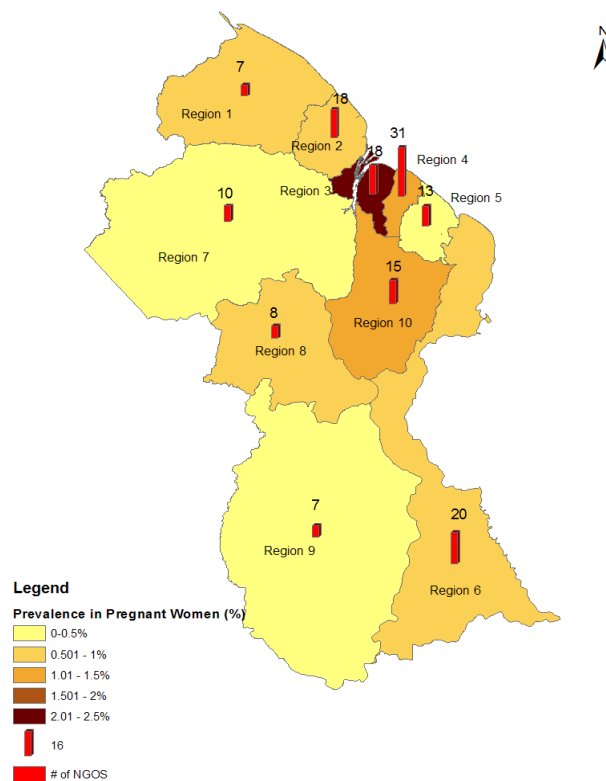 N
7
Region 1
18
Region 2
31
18
Region 4
Region 3
13
Region 5
10
Region 7
15
Region 10
8
Region 8
7
Region 9
20
Region 6
Legend
Prevalence in Pregnant Women (%)
0-0.5%
0.501 - 1%
1.01 - 1.5%
1.501 - 2%
2.01 - 2.5%
16
# of NGOS